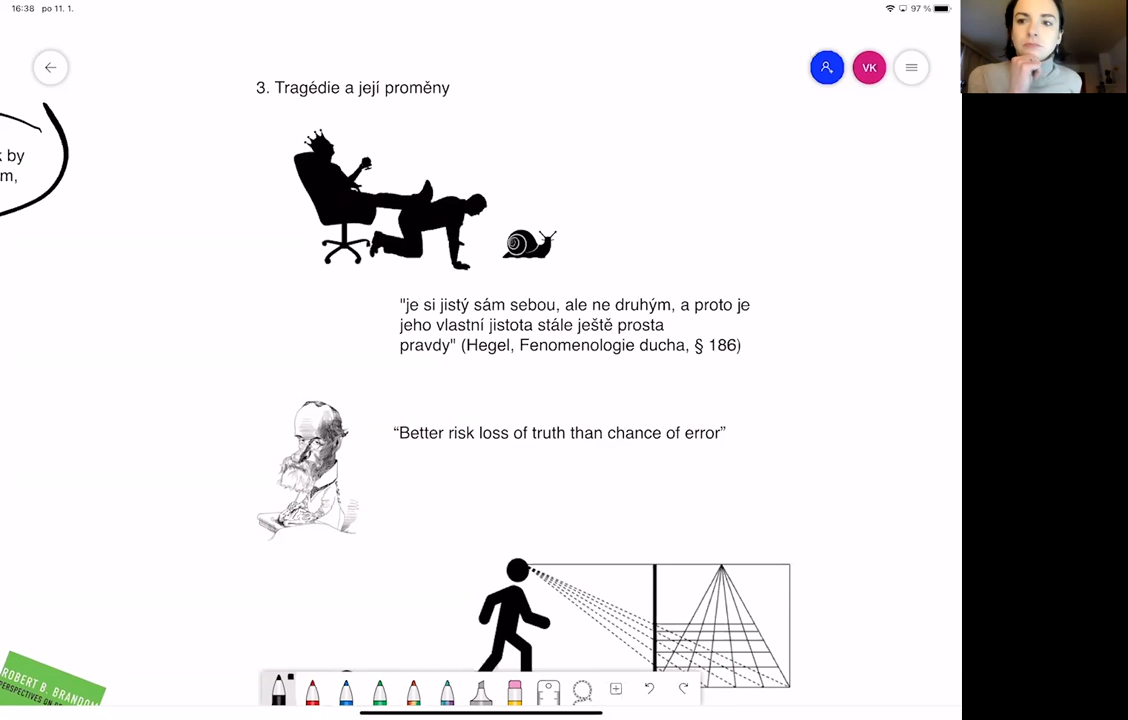 16:38 po 11. 1.
97 %
VK
3. Tragédie a její proměny
k by
m,
"je si jistý sám sebou, ale ne druhým, a proto je
jeho vlastní jistota stále ještě prosta
pravdy" (Hegel, Fenomenologie ducha, § 186)
“Better risk loss of truth than chance of error”
ROBERT B. BRANDOM